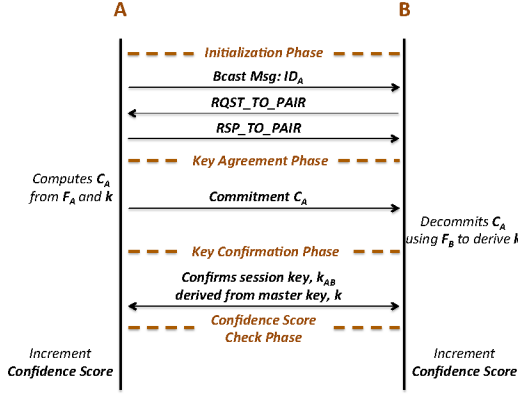 A
B
Initialization Phase
Bcast Msg: ID_A
RQST_TO_PAIR
RSP_TO_PAIR
Key Agreement Phase
Computes C_A
from F_A and k
Commitment C_A
Decommits C_A
using F_B to derive k
Key Confirmation Phase
Confirms session key, k_AB
derived from master key, k
Confidence Score
Check Phase
Increment
Confidence Score
Increment
Confidence Score